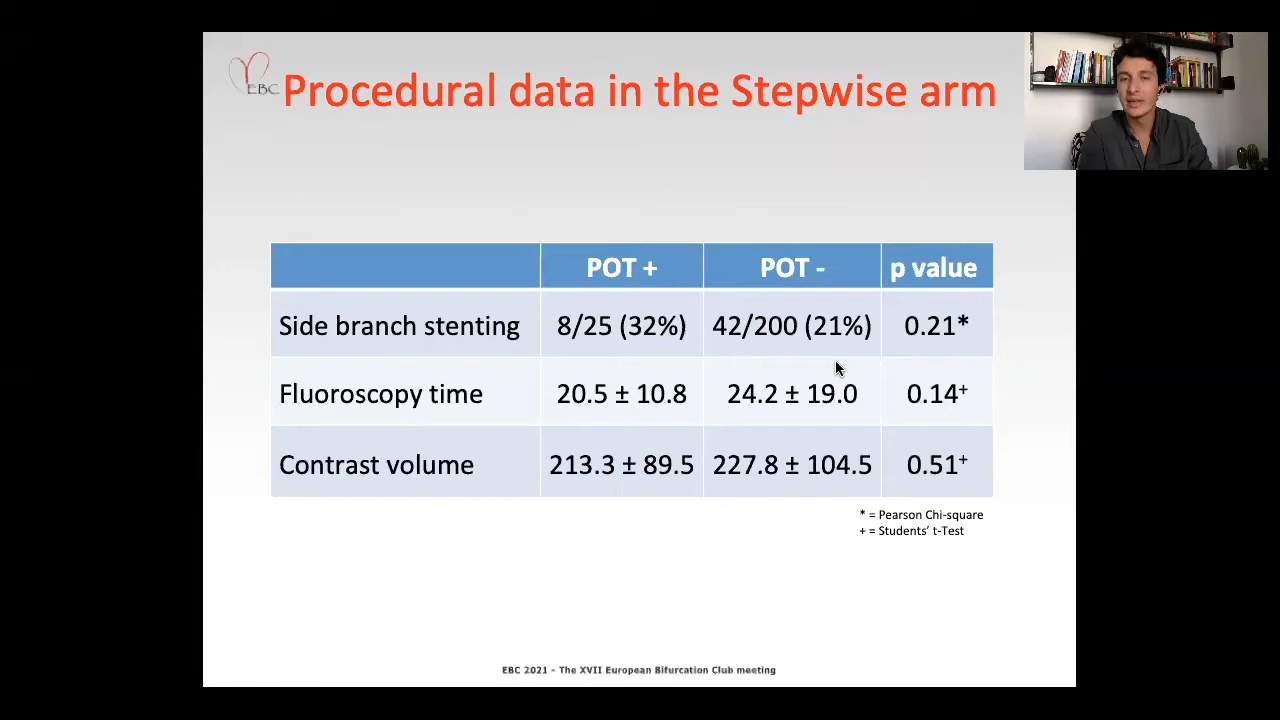 EBC
Procedural data in the Stepwise arm
POT + POT - p value
Side branch stenting 8/25 (32%) 42/200 (21%) 0.21*
Fluoroscopy time 20.5 ± 10.8 24.2 ± 19.0 0.14+
Contrast volume 213.3 ± 89.5 227.8 ± 104.5 0.51+
* = Pearson Chi-square
+ = Students’ t-Test
EBC 2021 - The XVII European Bifurcation Club meeting